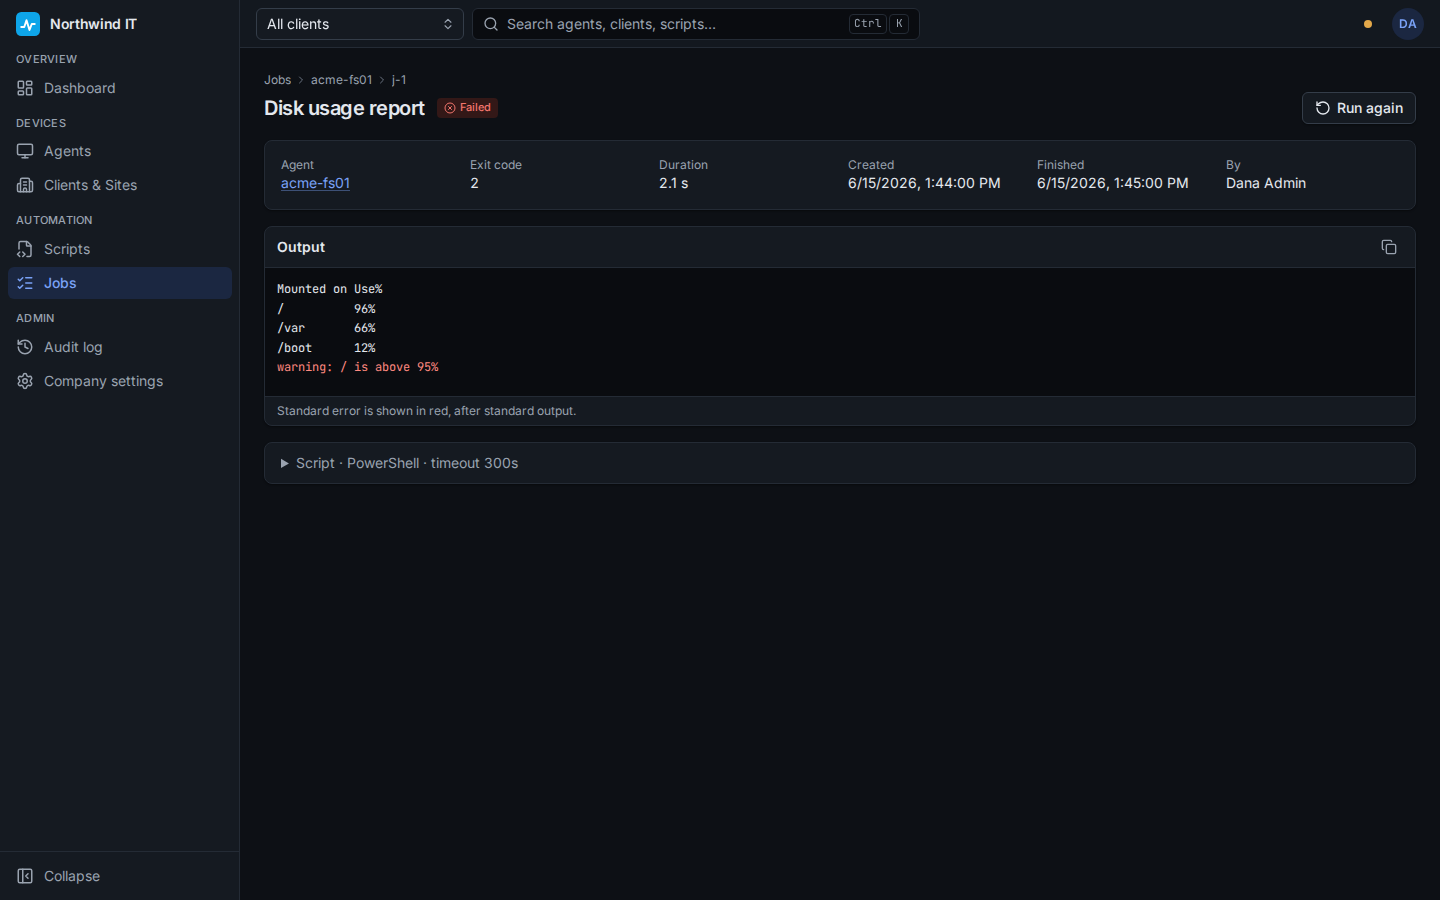 Northwind IT
All clients
Search agents, clients, scripts...
Ctrl K
DA
OVERVIEW
Dashboard
DEVICES
Agents
Clients & Sites
AUTOMATION
Scripts
Jobs
ADMIN
Audit log
Company settings
Collapse
Jobs > acme-fs01 > j-1
Disk usage report
Failed
Run again
Agent
acme-fs01
Exit code
2
Duration
2.1 s
Created
6/15/2026, 1:44:00 PM
Finished
6/15/2026, 1:45:00 PM
By
Dana Admin
Output
Mounted on Use%
/ 96%
/var 66%
/boot 12%
warning: / is above 95%
Standard error is shown in red, after standard output.
Script · PowerShell · timeout 300s